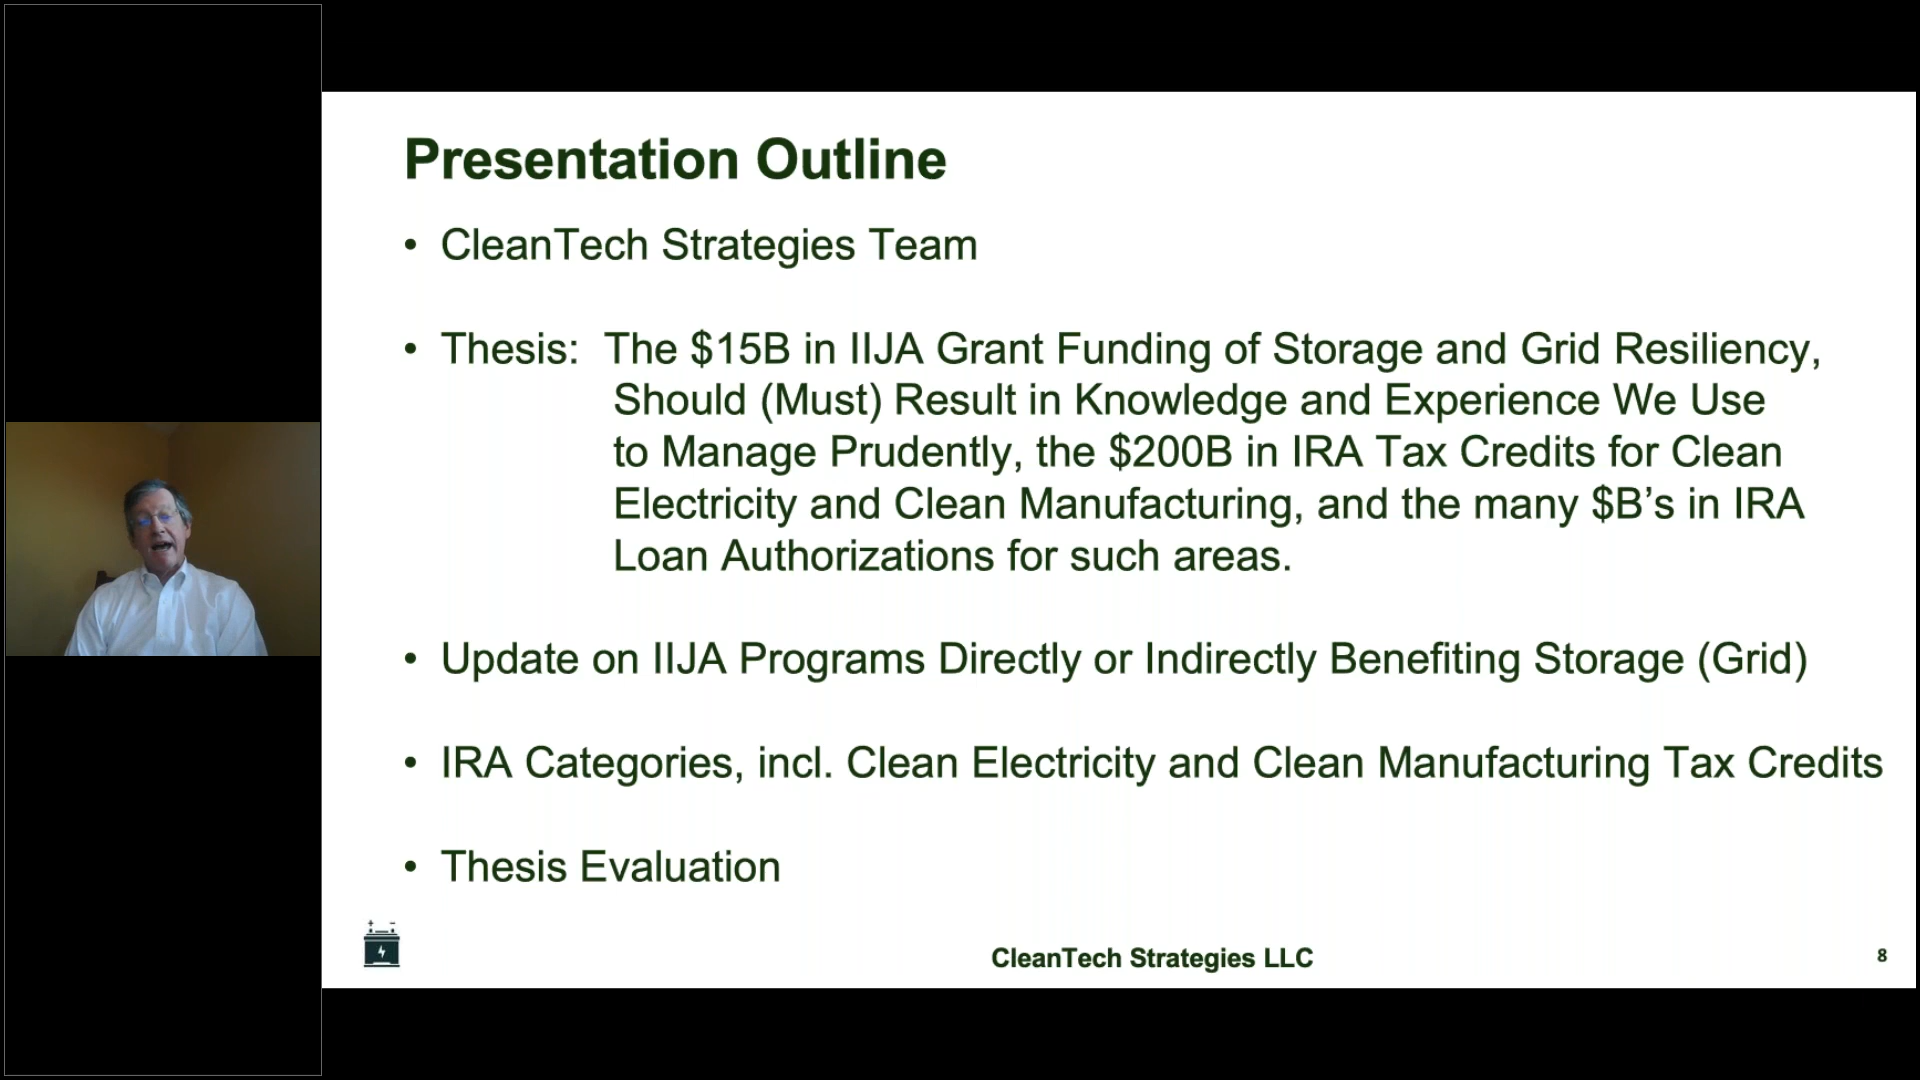 Presentation Outline
• CleanTech Strategies Team
• Thesis: The $15B in IIJA Grant Funding of Storage and Grid Resiliency,
Should (Must) Result in Knowledge and Experience We Use
to Manage Prudently, the $200B in IRA Tax Credits for Clean
Electricity and Clean Manufacturing, and the many $B’s in IRA
Loan Authorizations for such areas.
• Update on IIJA Programs Directly or Indirectly Benefiting Storage (Grid)
• IRA Categories, incl. Clean Electricity and Clean Manufacturing Tax Credits
• Thesis Evaluation
CleanTech Strategies LLC
8